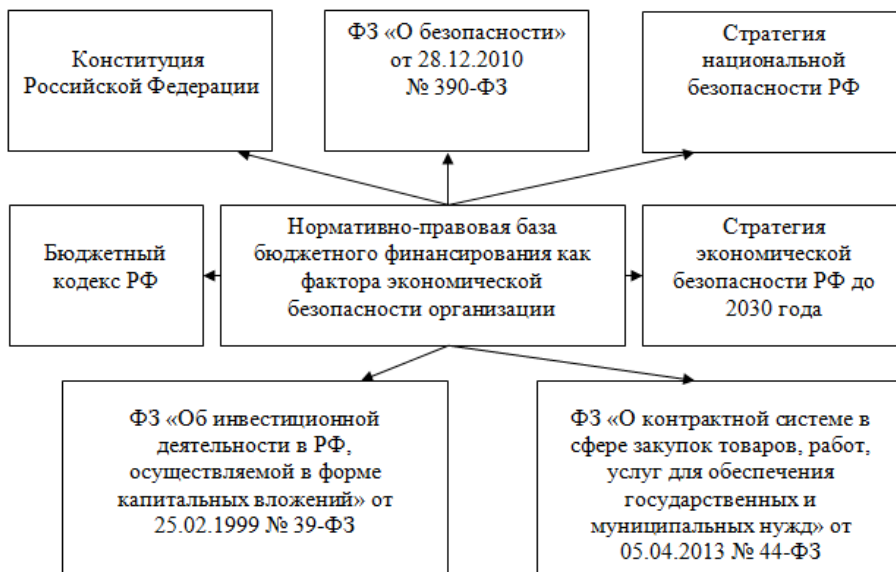 Конституция
Российской Федерации
ФЗ «О безопасности»
от 28.12.2010
№ 390-ФЗ
Стратегия
национальной
безопасности РФ
Бюджетный
кодекс РФ
Нормативно-правовая база
бюджетного финансирования как
фактора экономической
безопасности организации
Стратегия
экономической
безопасности РФ до
2030 года
ФЗ «Об инвестиционной
деятельности в РФ,
осуществляемой в форме
капитальных вложений» от
25.02.1999 № 39-ФЗ
ФЗ «О контрактной системе в
сфере закупок товаров, работ,
услуг для обеспечения
государственных и
муниципальных нужд» от
05.04.2013 № 44-ФЗ